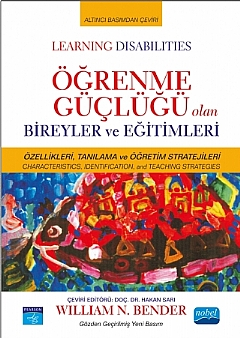 ALTINCI BASIMDAN ÇEVİRİ
LEARNING DISABILITIES
ÖĞRENME
GÜÇLÜĞÜ olan
BİREYLER ve EĞİTİMLERİ
ÖZELLİKLERİ, TANILAMA ve ÖĞRETİM STRATEJİLERİ
CHARACTERISTICS, IDENTIFICATION, and TEACHING STRATEGIES
ÇEVİRİ EDİTÖRÜ: DOÇ. DR. HAKAN SARI
WILLIAM N. BENDER
Gözden Geçirilmiş Yeni Basım
PEARSON
nobel